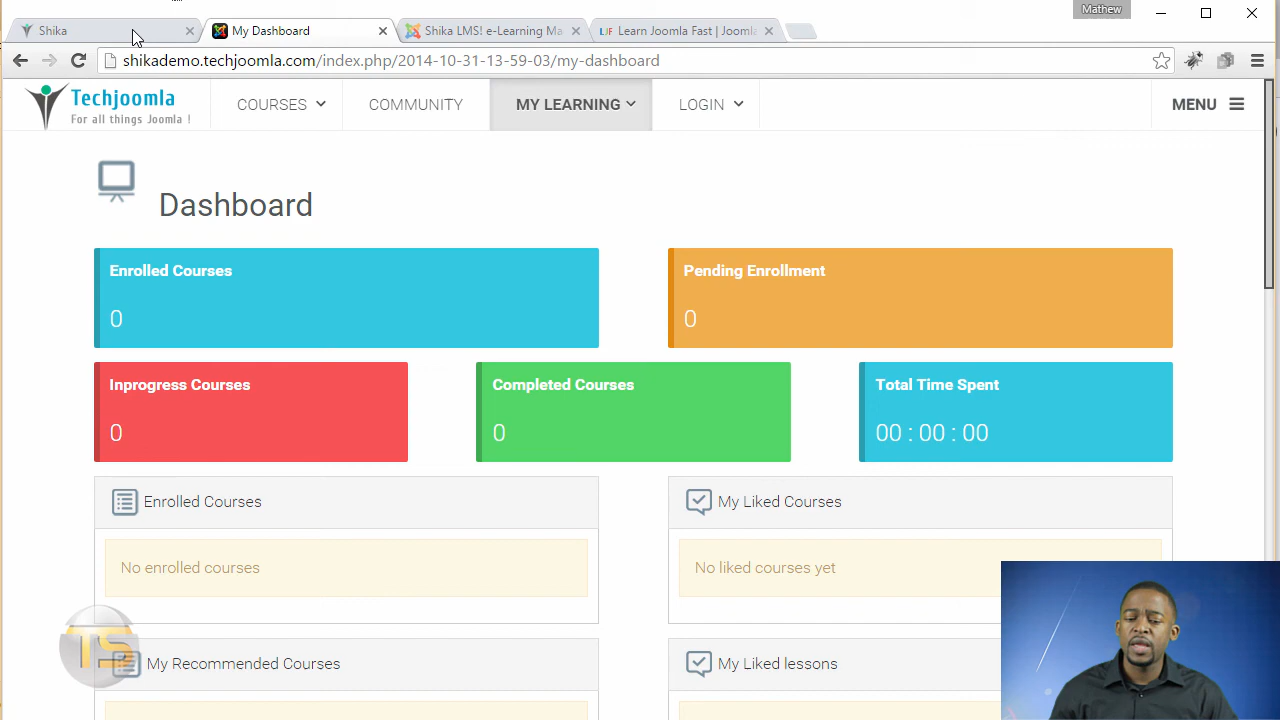 Mathew
Shika
My Dashboard
Shika LMS! e-Learning Ma
Learn Joomla Fast | Joomla
shikademo.techjoomla.com/index.php/2014-10-31-13-59-03/my-dashboard
Techjoomla
For all things Joomla !
COURSES
COMMUNITY
MY LEARNING
LOGIN
MENU
Dashboard
Enrolled Courses
0
Pending Enrollment
0
Inprogress Courses
0
Completed Courses
0
Total Time Spent
00 : 00 : 00
Enrolled Courses
My Liked Courses
No enrolled courses
No liked courses yet
TS
My Recommended Courses
My Liked lessons